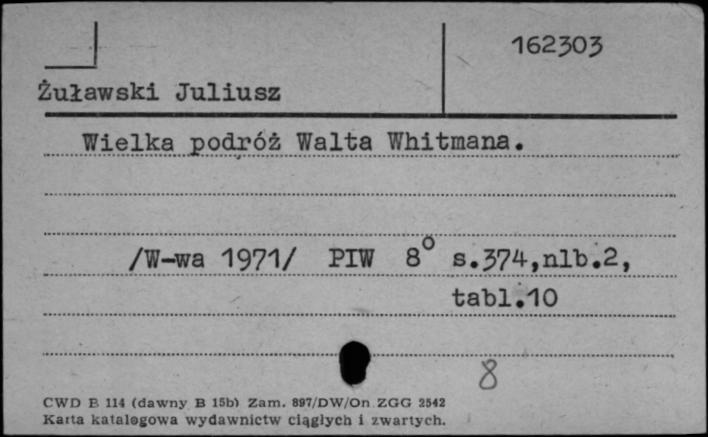 162303
Żuławski Juliusz
Wielka podróż Walta Whitmana.
/W-wa 1971/ PIW 8° s.374,nlb.2,
tabl.10
8
CWD B 114 (dawny B 15b) Zam. 897/DW/On ZGG 2542
Karta katalogowa wydawnictw ciągłych i zwartych.